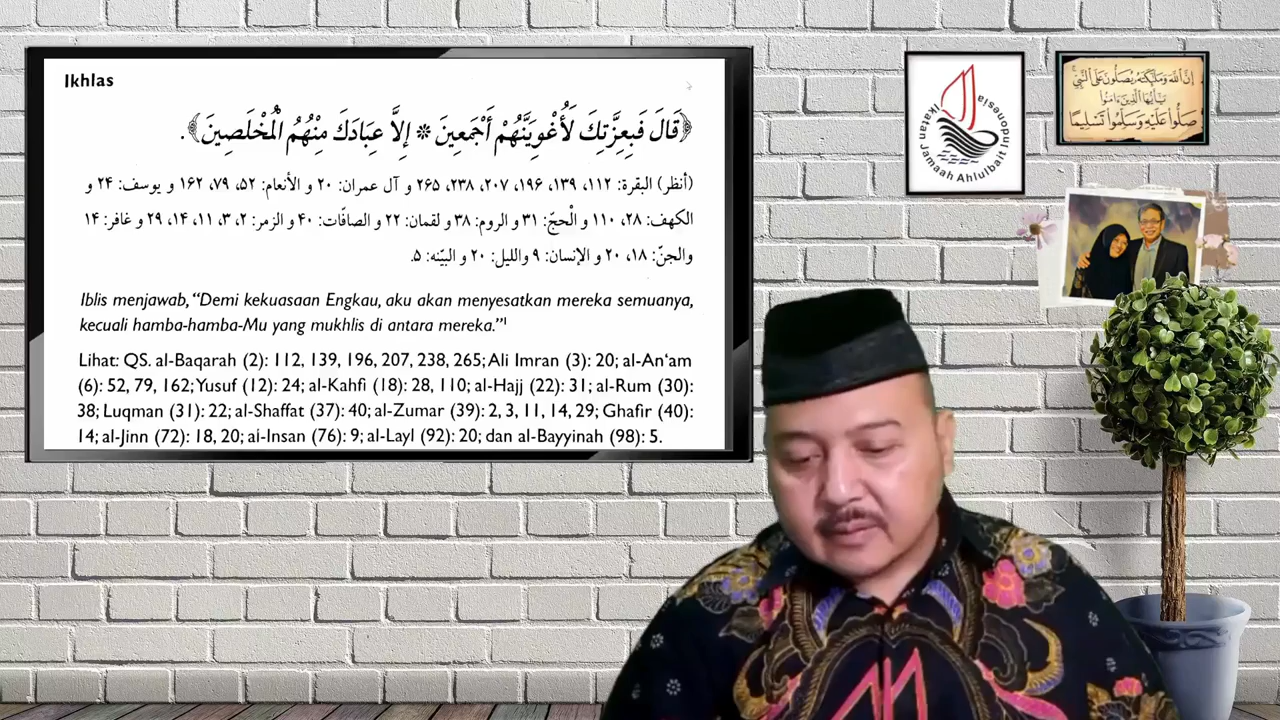 Ikhlas
﴿قَالَ فَبِعِزَّتِكَ لَأُغْوِيَنَّهُمْ أَجْمَعِينَ * إِلاَّ عِبَادَكَ مِنْهُمُ الْمُخْلَصِينَ﴾.
(أنظر) البقرة: ١١٢، ١٣٩، ١٩٦، ٢٠٧، ٢٣٨، ٢٦٥ و آل عمران: ٢٠ و الأنعام: ٥٢، ٧٩، ١٦٢ و يوسف: ٢٤ و
الكهف: ٢٨، ١١٠ و الْحجّ: ٣١ و الروم: ٣٨ و لقمان: ٢٢ و الصافّات: ٤٠ و الزمر: ٢، ٣، ١١، ١٤، ٢٩ و غافر: ١٤
والجنّ: ١٨، ٢٠ و الإنسان: ٩ والليل: ٢٠ و البيّنه: ٥.
Iblis menjawab, “Demi kekuasaan Engkau, aku akan menyesatkan mereka semuanya,
kecuali hamba-hamba-Mu yang mukhlis di antara mereka.”¹
Lihat: QS. al-Baqarah (2): 112, 139, 196, 207, 238, 265; Ali Imran (3): 20; al-An‘am
(6): 52, 79, 162; Yusuf (12): 24; al-Kahfi (18): 28, 110; al-Hajj (22): 31; al-Rum (30):
38; Luqman (31): 22; al-Shaffat (37): 40; al-Zumar (39): 2, 3, 11, 14, 29; Ghafir (40):
14; al-Jinn (72): 18, 20; al-Insan (76): 9; al-Layl (92): 20; dan al-Bayyinah (98): 5.
Ikatan Jamaah Ahlulbait Indonesia
إِنَّ اللَّهَ وَمَلَائِكَتَهُ يُصَلُّونَ عَلَى النَّبِيِّ
يَا أَيُّهَا الَّذِينَ ءَامَنُوا
صَلُّوا عَلَيْهِ وَسَلِّمُوا تَسْلِيمًا